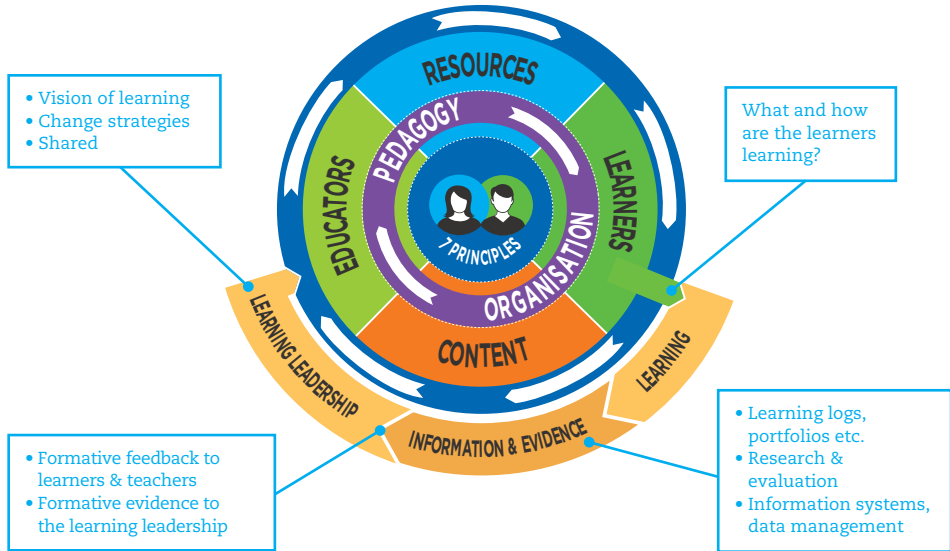 RESOURCES
• Vision of learning
• Change strategies
• Shared
What and how
are the learners
learning?
PEDAGOGY
EDUCATORS
LEARNERS
7 PRINCIPLES
ORGANISATION
CONTENT
LEARNING LEADERSHIP
LEARNING
INFORMATION & EVIDENCE
• Formative feedback to
learners & teachers
• Formative evidence to
the learning leadership
• Learning logs,
portfolios etc.
• Research &
evaluation
• Information systems,
data management